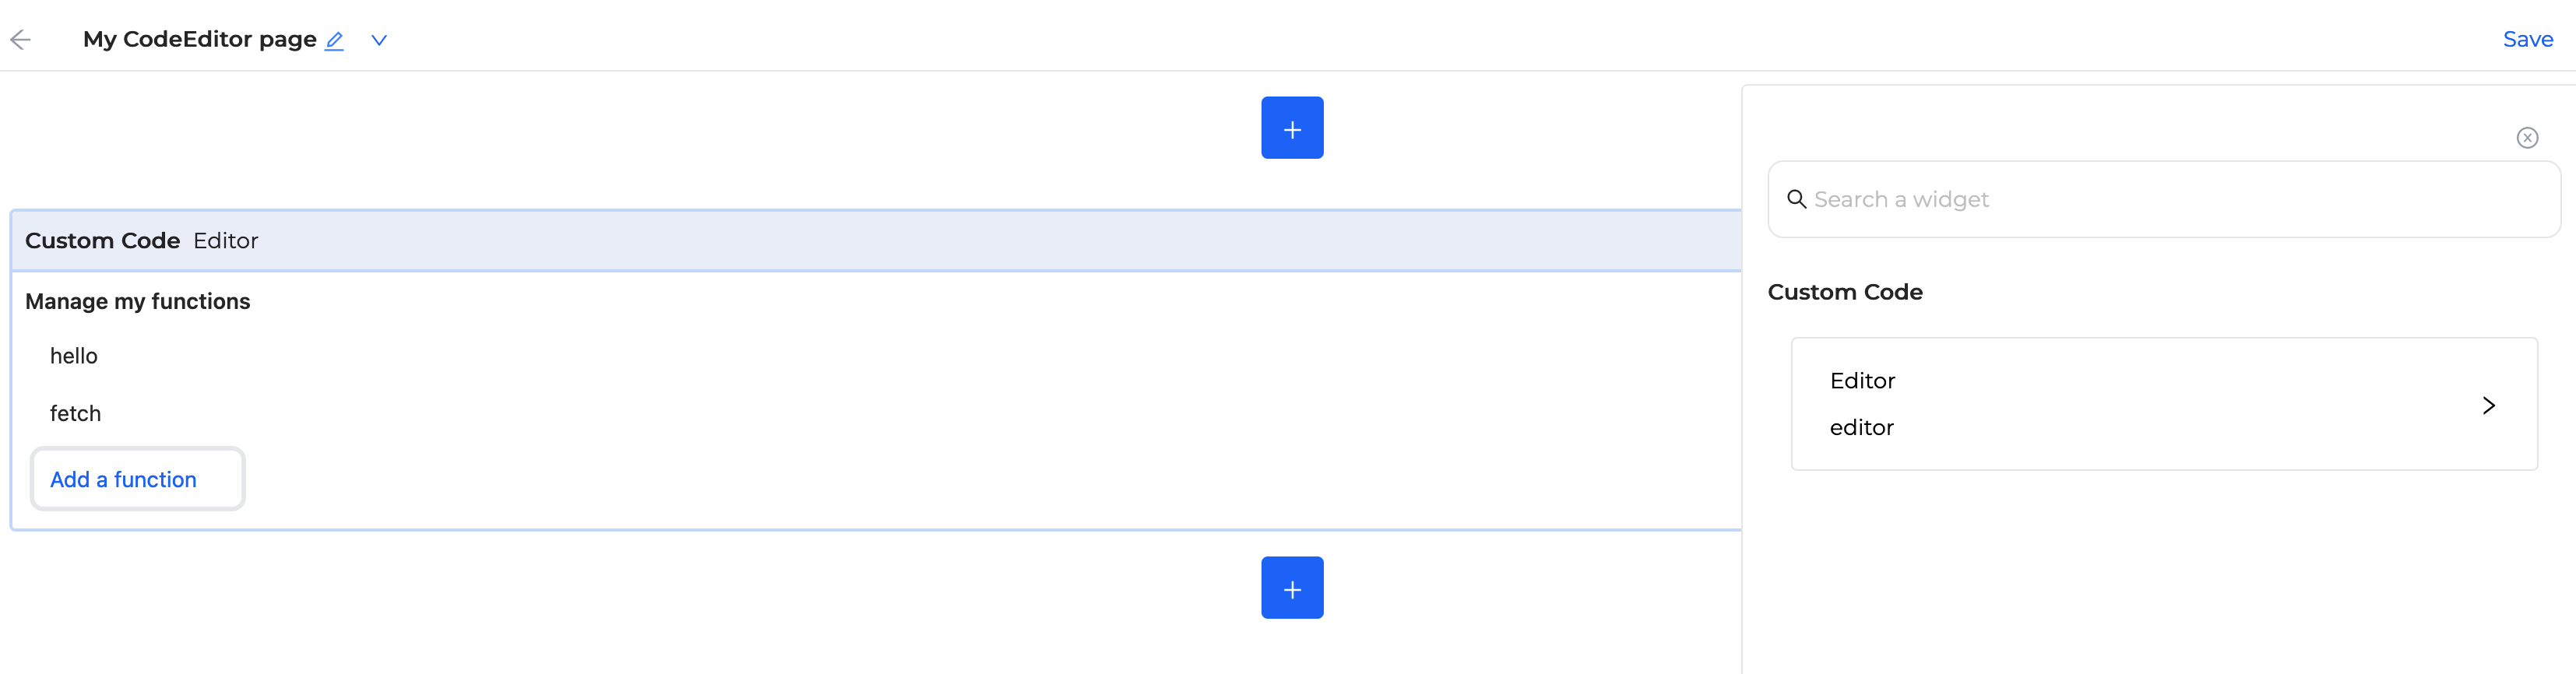 My CodeEditor page
Save
Search a widget
Custom Code Editor
Manage my functions
hello
fetch
Add a function
Custom Code
Editor
editor